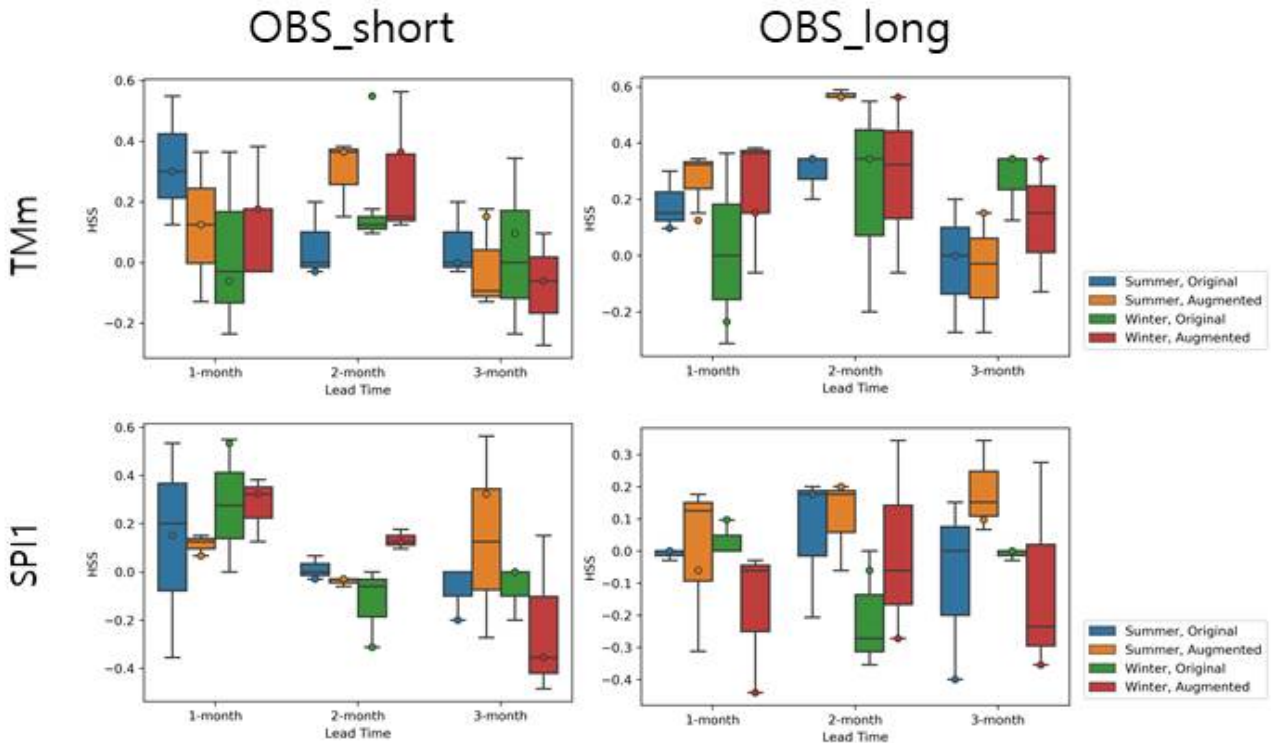 OBS_short
OBS_long
TMm
HSS
0.6
0.4
0.2
0.0
−0.2
1-month
2-month
3-month
Lead Time
HSS
0.6
0.4
0.2
0.0
−0.2
1-month
2-month
3-month
Lead Time
Summer, Original
Summer, Augmented
Winter, Original
Winter, Augmented
SPI1
HSS
0.6
0.4
0.2
0.0
−0.2
−0.4
1-month
2-month
3-month
Lead Time
HSS
0.3
0.2
0.1
0.0
−0.1
−0.2
−0.3
−0.4
1-month
2-month
3-month
Lead Time
Summer, Original
Summer, Augmented
Winter, Original
Winter, Augmented